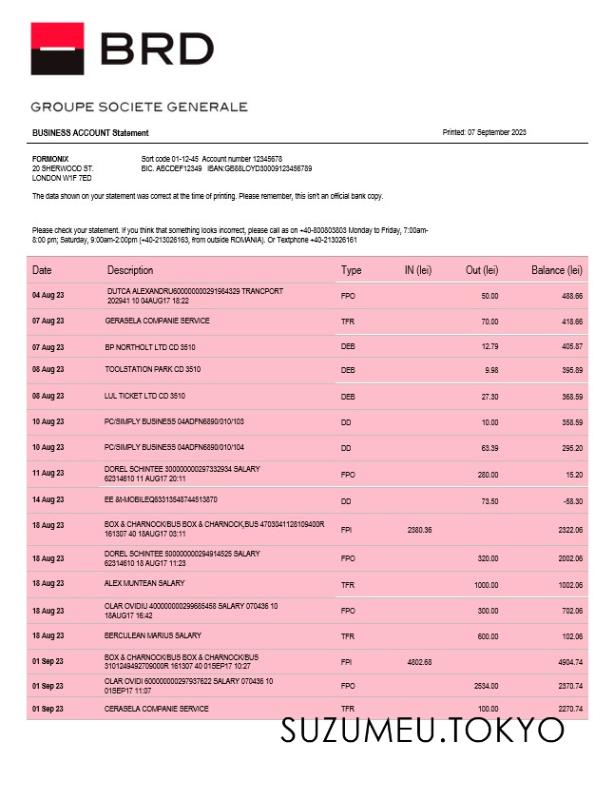 BRD
GROUPE SOCIETE GENERALE
BUSINESS ACCOUNT Statement Printed: 07 September 2023
FORMONIX Sort code 01-12-45 Account number 12345678
20 SHERWOOD ST. BIC. ABCDEF12349 IBAN:GB88LOYD30009123456789
LONDON W1F 7ED
The data shown on your statement was correct at the time of printing. Please remember, this isn't an official bank copy.
Please check your statement. If you think that something looks incorrect, please call as on +40-800803803 Monday to Friday, 7:00am-
8:00 pm; Saturday, 9:00am-2:00pm (+40-213026163, from outside ROMANIA). Or Textphone +40-213026161
Date Description Type IN (lei) Out (lei) Balance (lei)
04 Aug 23 DUTCA ALEXANDRU600000000291984329 TRANCPORT FPO 50.00 488.66
202941 10 04AUG17 18:22
07 Aug 23 GERASELA COMPANIE SERVICE TFR 70.00 418.66
07 Aug 23 BP NORTHOLT LTD CD 3510 DEB 12.79 405.87
08 Aug 23 TOOLSTATION PARK CD 3510 DEB 9.98 395.89
08 Aug 23 LUL TICKET LTD CD 3510 DEB 27.30 368.59
10 Aug 23 PC/SIMPLY BUSINESS 04ADFN6890/010/103 DD 10.00 358.59
10 Aug 23 PC/SIMPLY BUSINESS 04ADFN6890/010/104 DD 63.39 295.20
11 Aug 23 DOREL SCHINTEE 300000000297332934 SALARY FPO 280.00 15.20
62314610 11 AUG17 20:11
14 Aug 23 EE &I-MOBILEQ63313548744513870 DD 73.50 -58.30
18 Aug 23 BOX & CHARNOCK/BUS BOX & CHARNOCK,BUS 4703041128109400R FPI 2380.36 2322.06
161307 40 18AUG17 03:11
18 Aug 23 DOREL SCHINTEE 500000000294914525 SALARY FPO 320.00 2002.06
62314610 18 AUG17 11:23
18 Aug 23 ALEX MUNTEAN SALARY TFR 1000.00 1002.06
18 Aug 23 OLAR OVIDIU 400000000299685458 SALARY 070436 10 FPO 300.00 702.06
18AUG17 16:42
18 Aug 23 BERCULEAN MARIUS SALARY TFR 600.00 102.06
01 Sep 23 BOX & CHARNOCK/BUS BOX & CHARNOCK/BUS FPI 4802.68 4904.74
3101249492709000R 161307 40 01SEP17 10:27
01 Sep 23 OLAR OVIDI 600000000297937622 SALARY 070436 10 FPO 2534.00 2370.74
01SEP17 11:07
01 Sep 23 CERASELA COMPANIE SERVICE TFR 100.00 2270.74
SUZUMEU.TOKYO